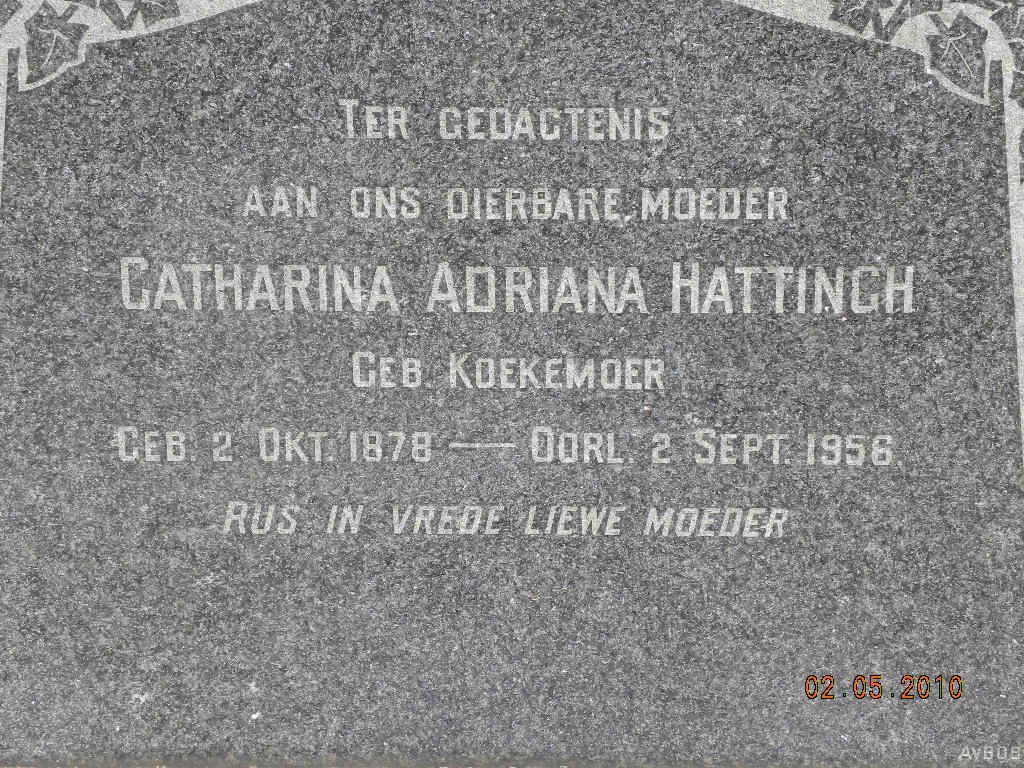 TER GEDAGTENIS
AAN ONS DIERBARE MOEDER
CATHARINA ADRIANA HATTINGH
GEB. KOEKEMOER
GEB. 2 OKT. 1878 — OORL. 2 SEPT. 1956.
RUS IN VREDE LIEWE MOEDER
02.05.2010
AVBOB